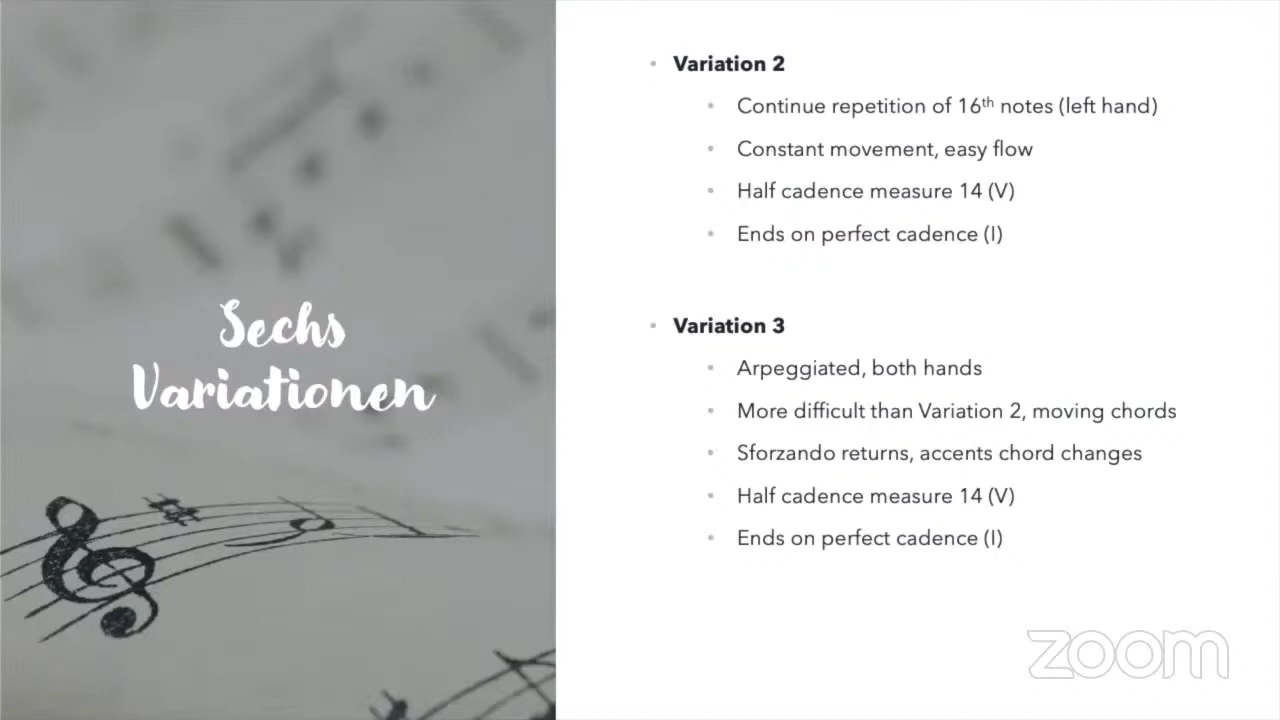 Sechs
Variationen
Variation 2
Continue repetition of 16th notes (left hand)
Constant movement, easy flow
Half cadence measure 14 (V)
Ends on perfect cadence (I)
Variation 3
Arpeggiated, both hands
More difficult than Variation 2, moving chords
Sforzando returns, accents chord changes
Half cadence measure 14 (V)
Ends on perfect cadence (I)
zoom